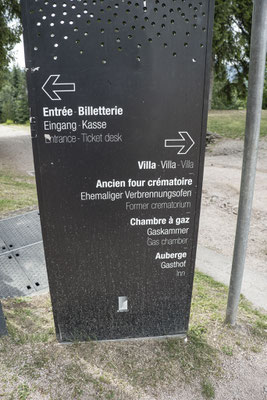 Entrée · Billetterie
Eingang · Kasse
Entrance · Ticket desk
Villa · Villa · Villa
Ancien four crématoire
Ehemaliger Verbrennungsofen
Former crematorium
Chambre à gaz
Gaskammer
Gas chamber
Auberge
Gasthof
Inn